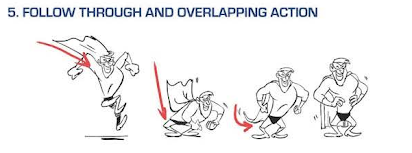 5. FOLLOW THROUGH AND OVERLAPPING ACTION